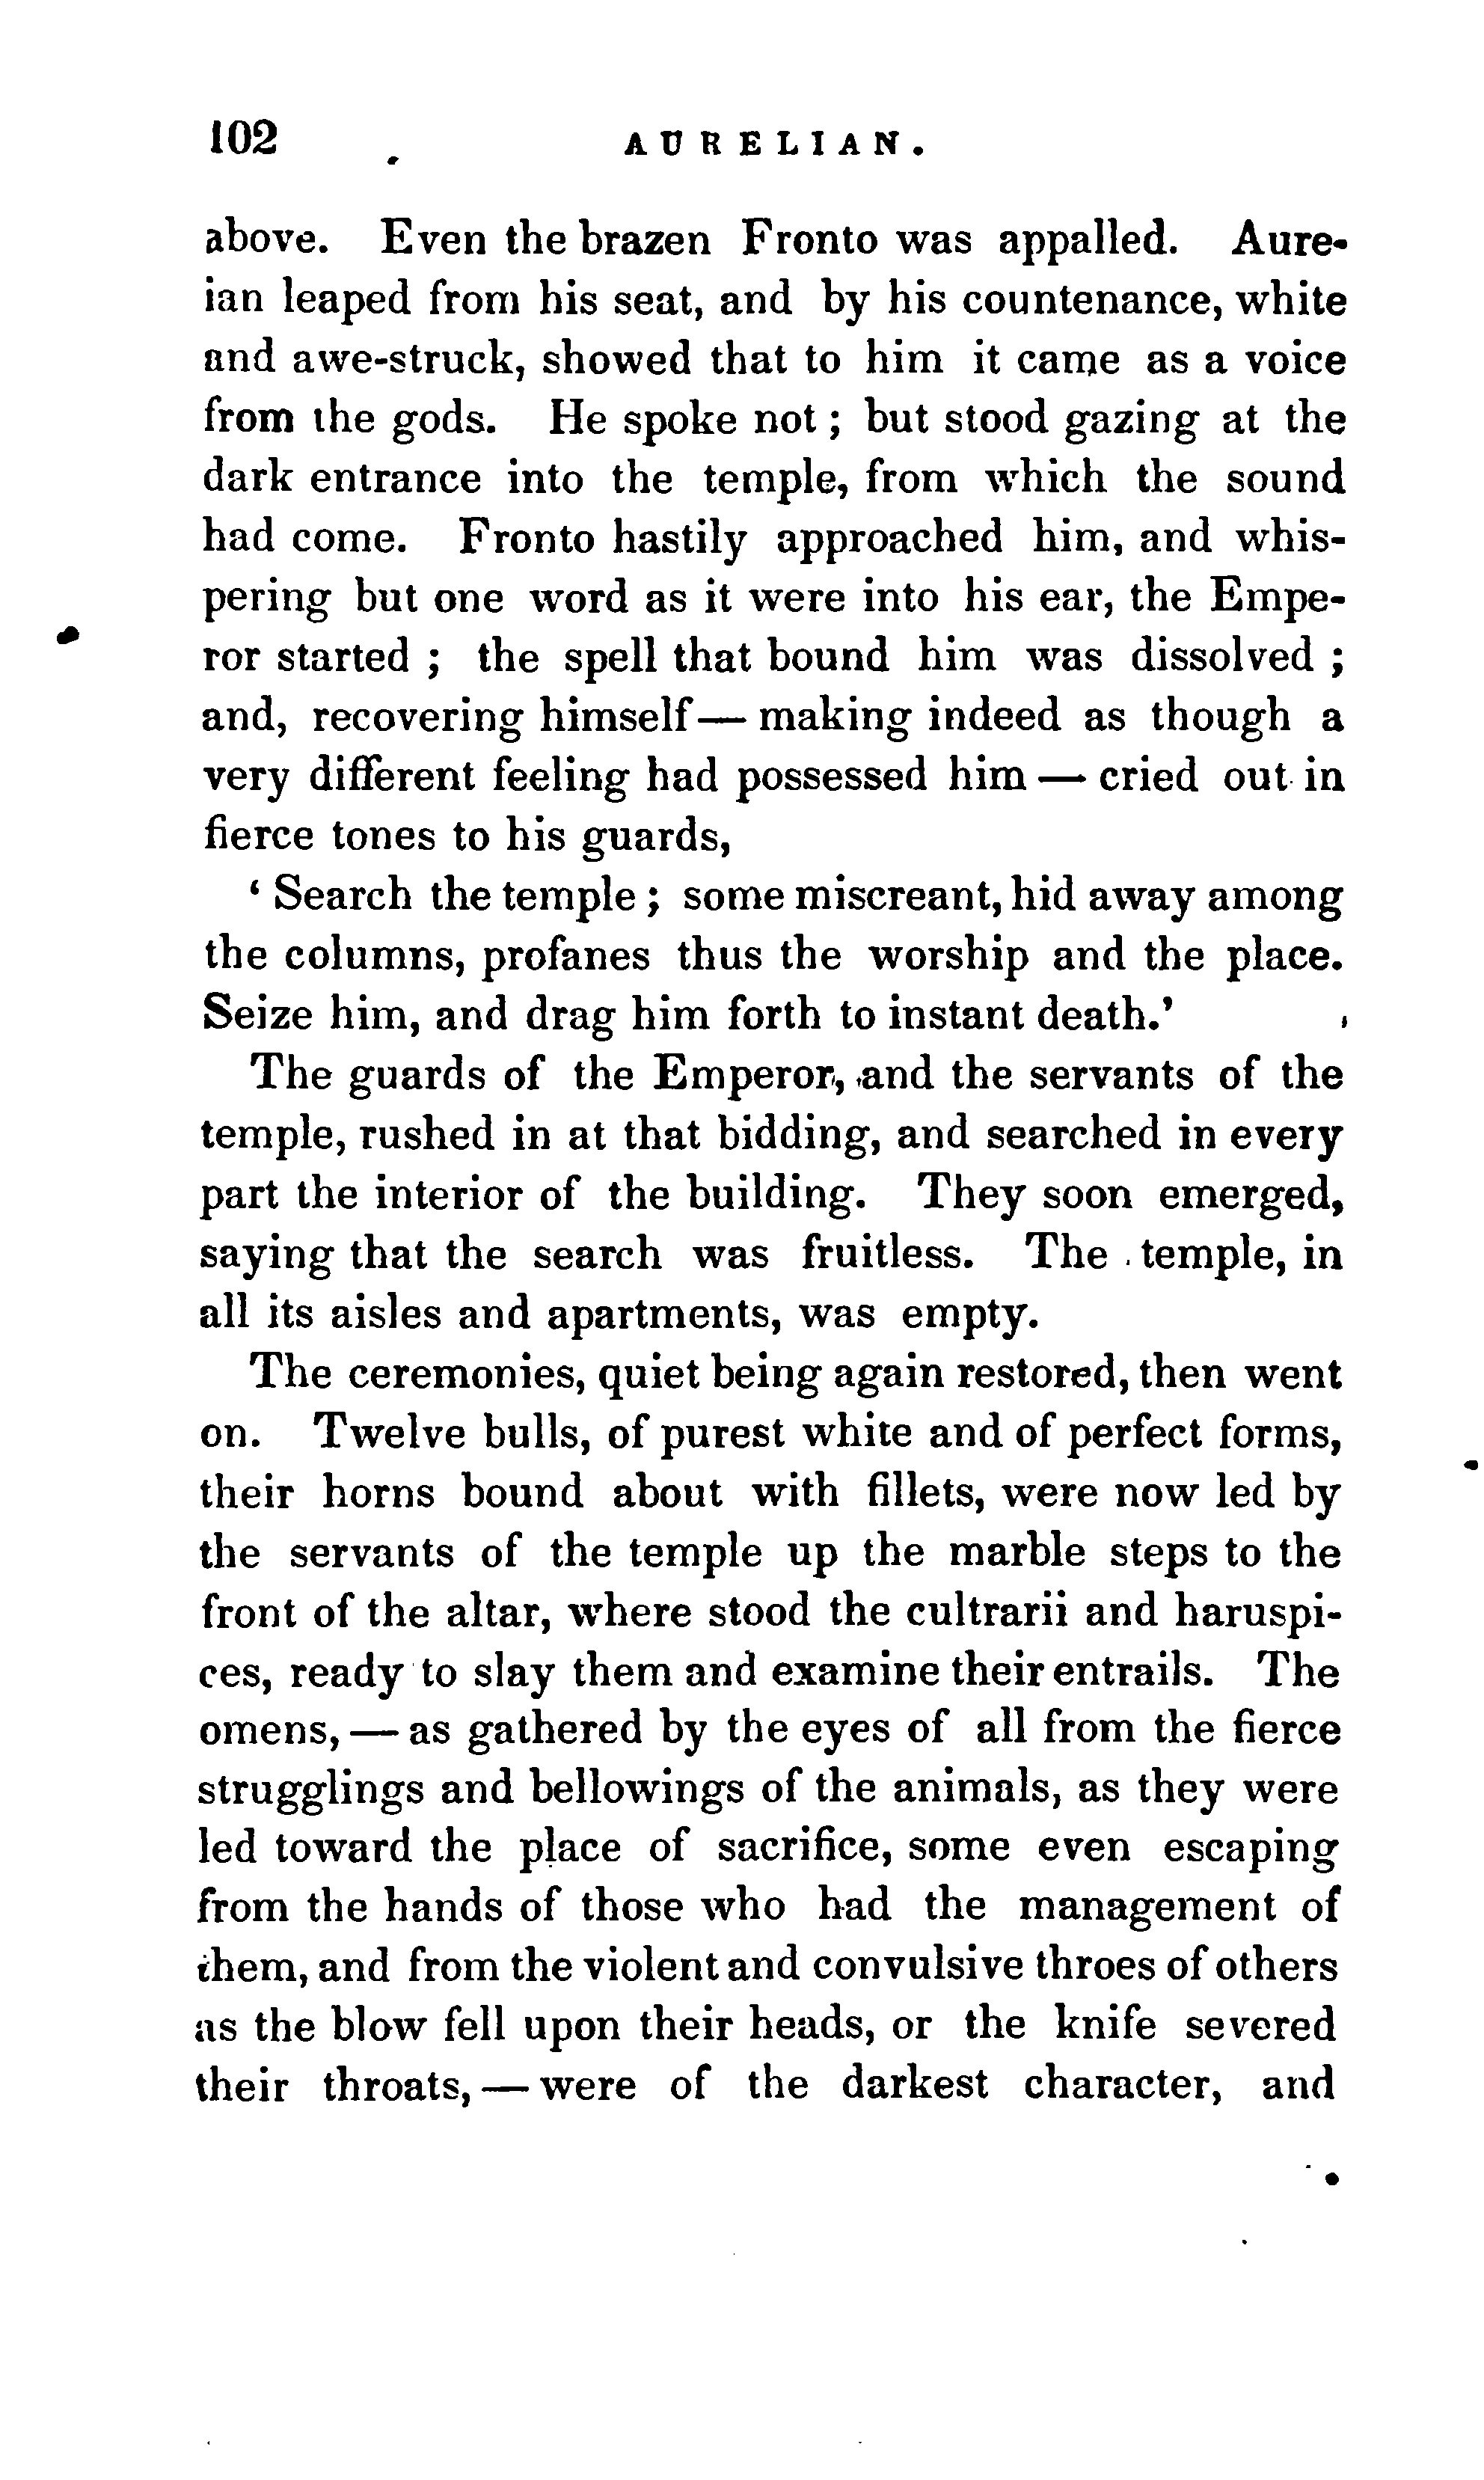 102 AURELIAN.
above. Even the brazen Fronto was appalled. Aure-
ian leaped from his seat, and by his countenance, white
and awe-struck, showed that to him it came as a voice
from the gods. He spoke not ; but stood gazing at the
dark entrance into the temple, from which the sound
had come. Fronto hastily approached him, and whis-
pering but one word as it were into his ear, the Empe-
ror started ; the spell that bound him was dissolved ;
and, recovering himself— making indeed as though a
very different feeling had possessed him — cried out in
fierce tones to his guards,
‘ Search the temple ; some miscreant, hid away among
the columns, profanes thus the worship and the place.
Seize him, and drag him forth to instant death.’
The guards of the Emperor, and the servants of the
temple, rushed in at that bidding, and searched in every
part the interior of the building. They soon emerged,
saying that the search was fruitless. The temple, in
all its aisles and apartments, was empty.
The ceremonies, quiet being again restored, then went
on. Twelve bulls, of purest white and of perfect forms,
their horns bound about with fillets, were now led by
the servants of the temple up the marble steps to the
front of the altar, where stood the cultrarii and haruspi-
ces, ready to slay them and examine their entrails. The
omens, — as gathered by the eyes of all from the fierce
strugglings and bellowings of the animals, as they were
led toward the place of sacrifice, some even escaping
from the hands of those who had the management of
them, and from the violent and convulsive throes of others
as the blow fell upon their heads, or the knife severed
their throats, — were of the darkest character, and